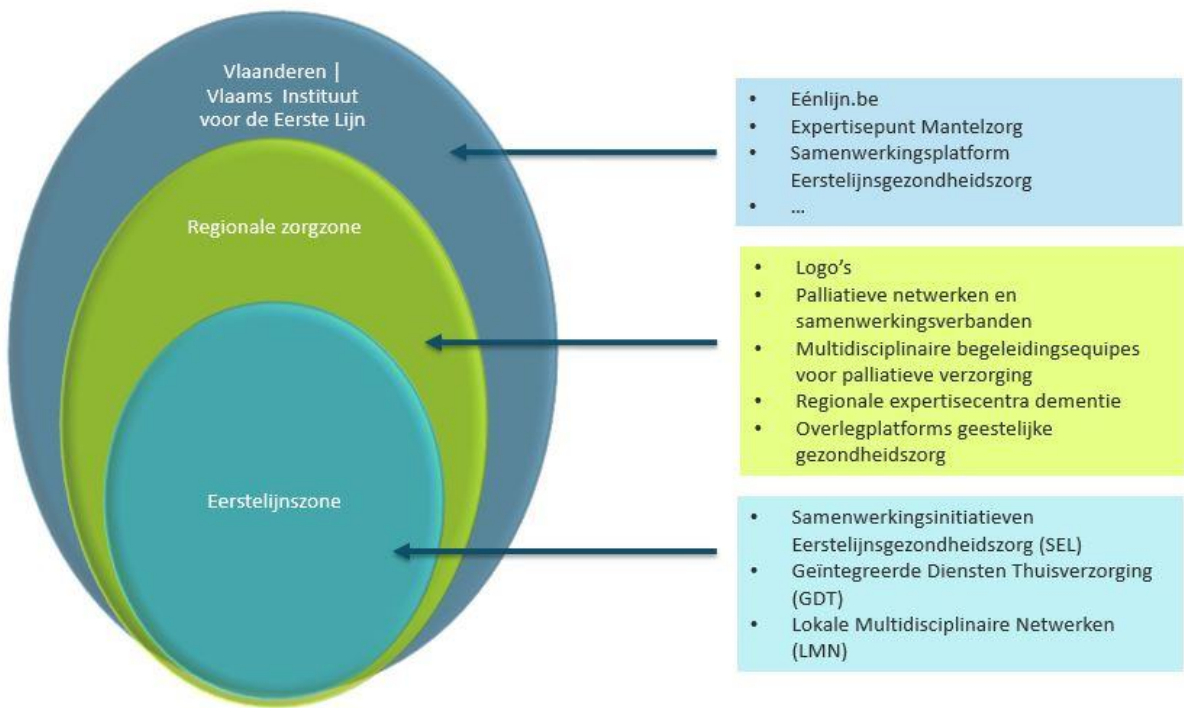 Vlaanderen |
Vlaams Instituut
voor de Eerste Lijn
Regionale zorgzone
Eerstelijnszone
• Eénlijn.be
• Expertisepunt Mantelzorg
• Samenwerkingsplatform
Eerstelijnsgezondheidszorg
• …
• Logo’s
• Palliatieve netwerken en
samenwerkingsverbanden
• Multidisciplinaire begeleidingsequipes
voor palliatieve verzorging
• Regionale expertisecentra dementie
• Overlegplatforms geestelijke
gezondheidszorg
• Samenwerkingsinitiatieven
Eerstelijnsgezondheidszorg (SEL)
• Geïntegreerde Diensten Thuisverzorging
(GDT)
• Lokale Multidisciplinaire Netwerken
(LMN)